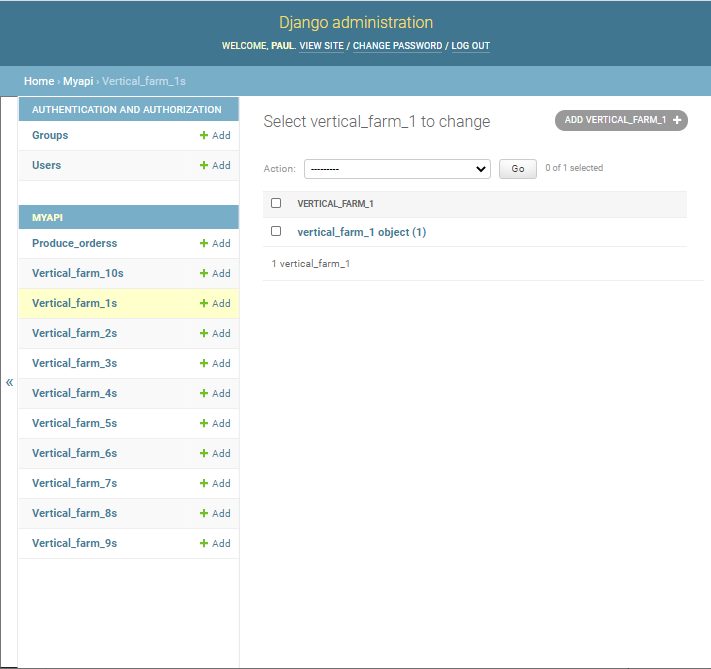 Django administration
WELCOME, PAUL. VIEW SITE / CHANGE PASSWORD / LOG OUT
Home › Myapi › Vertical_farm_1s
«
AUTHENTICATION AND AUTHORIZATION
Groups + Add
Users + Add
MYAPI
Produce_orderss + Add
Vertical_farm_10s + Add
Vertical_farm_1s + Add
Vertical_farm_2s + Add
Vertical_farm_3s + Add
Vertical_farm_4s + Add
Vertical_farm_5s + Add
Vertical_farm_6s + Add
Vertical_farm_7s + Add
Vertical_farm_8s + Add
Vertical_farm_9s + Add
Select vertical_farm_1 to change
ADD VERTICAL_FARM_1 +
Action: --------- Go 0 of 1 selected
VERTICAL_FARM_1
vertical_farm_1 object (1)
1 vertical_farm_1